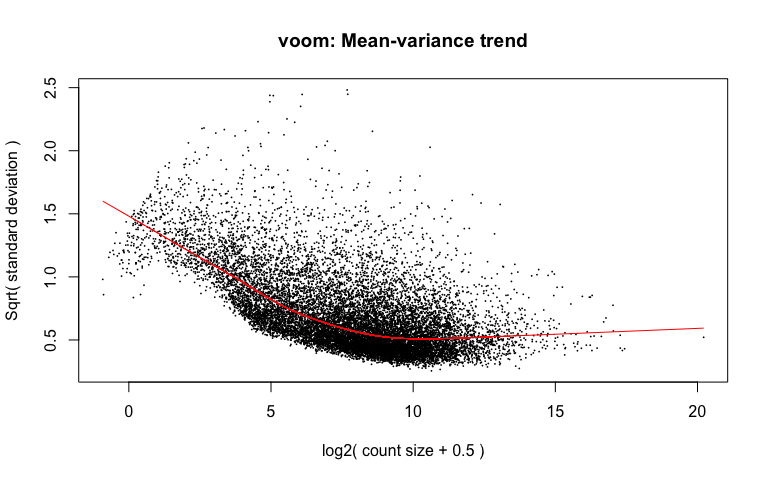 voom: Mean-variance trend
Sqrt( standard deviation )
2.5
2.0
1.5
1.0
0.5
0 5 10 15 20
log2( count size + 0.5 )